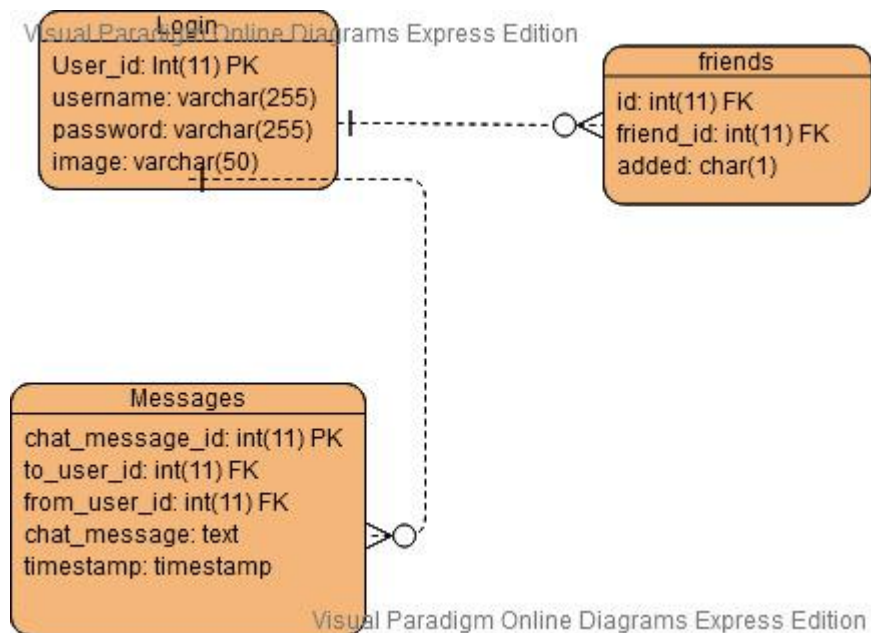 Visual Paradigm Online Diagrams Express Edition
Login
User_id: Int(11) PK
username: varchar(255)
password: varchar(255)
image: varchar(50)
friends
id: int(11) FK
friend_id: int(11) FK
added: char(1)
Messages
chat_message_id: int(11) PK
to_user_id: int(11) FK
from_user_id: int(11) FK
chat_message: text
timestamp: timestamp
Visual Paradigm Online Diagrams Express Edition